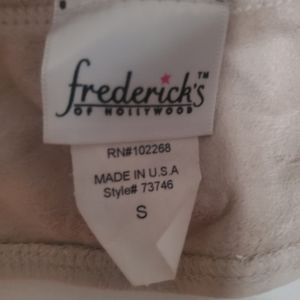 frederick's™
OF HOLLYWOOD
RN#102268
MADE IN U.S.A
Style# 73746
S